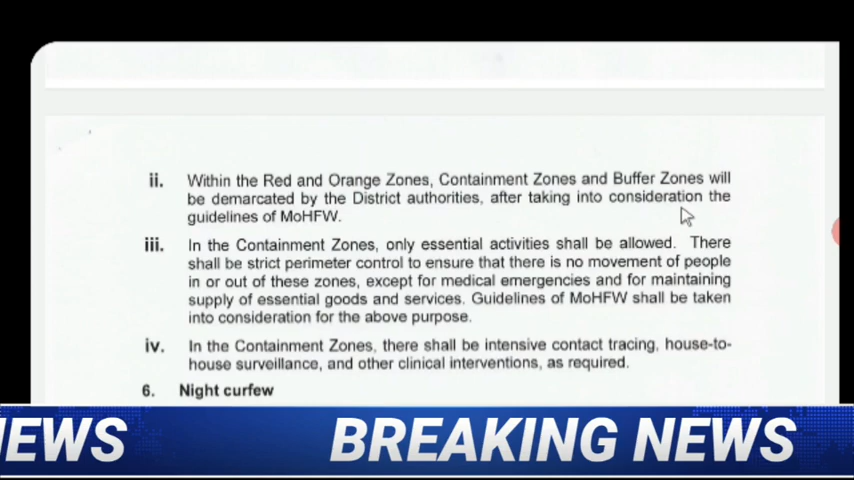 ii. Within the Red and Orange Zones, Containment Zones and Buffer Zones will
be demarcated by the District authorities, after taking into consideration the
guidelines of MoHFW.
iii. In the Containment Zones, only essential activities shall be allowed. There
shall be strict perimeter control to ensure that there is no movement of people
in or out of these zones, except for medical emergencies and for maintaining
supply of essential goods and services. Guidelines of MoHFW shall be taken
into consideration for the above purpose.
iv. In the Containment Zones, there shall be intensive contact tracing, house-to-
house surveillance, and other clinical interventions, as required.
6. Night curfew
NEWS BREAKING NEWS